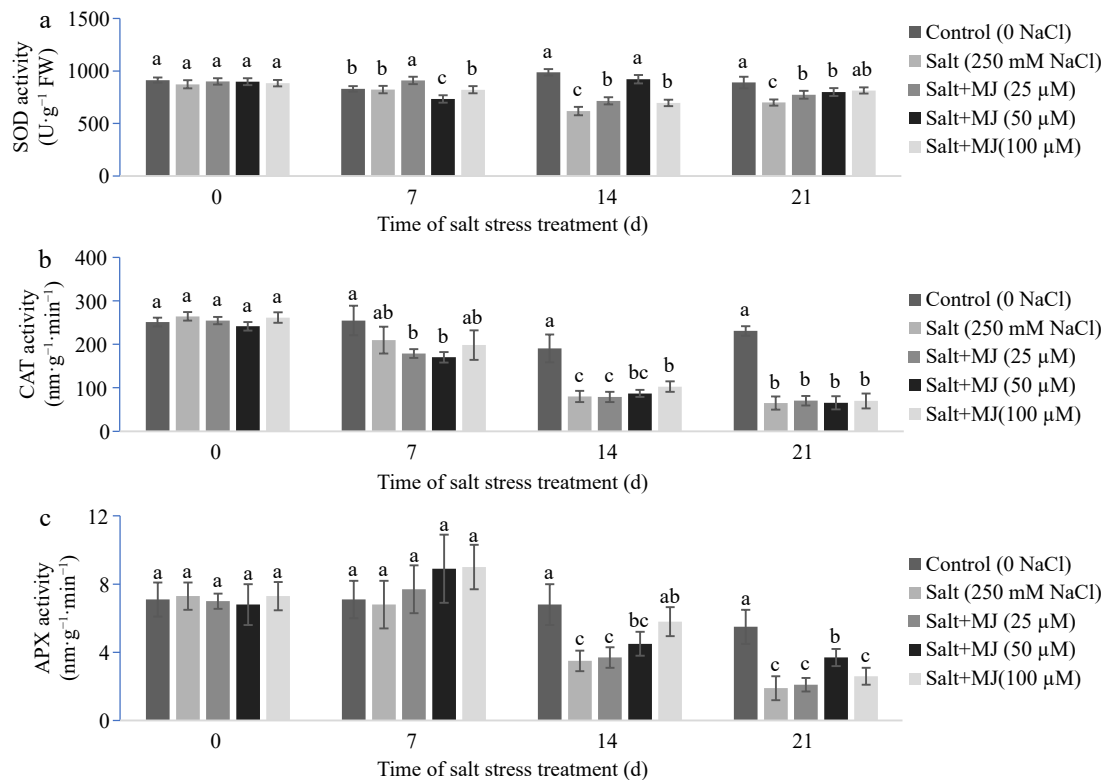 a
SOD activity
(U·g⁻¹ FW)
1500
1000
500
0
a a a a a
b b a c b
a c b a b
a c b b ab
0 7 14 21
Time of salt stress treatment (d)
Control (0 NaCl)
Salt (250 mM NaCl)
Salt+MJ (25 µM)
Salt+MJ (50 µM)
Salt+MJ(100 µM)
b
CAT activity
(nm·g⁻¹·min⁻¹)
400
300
200
100
0
a a a a a
a ab b b ab
a c c bc b
a b b b b
0 7 14 21
Time of salt stress treatment (d)
Control (0 NaCl)
Salt (250 mM NaCl)
Salt+MJ (25 µM)
Salt+MJ (50 µM)
Salt+MJ(100 µM)
c
APX activity
(nm·g⁻¹·min⁻¹)
12
8
4
0
a a a a a
a a a a a
a c c bc ab
a c c b c
0 7 14 21
Time of salt stress treatment (d)
Control (0 NaCl)
Salt (250 mM NaCl)
Salt+MJ (25 µM)
Salt+MJ (50 µM)
Salt+MJ(100 µM)